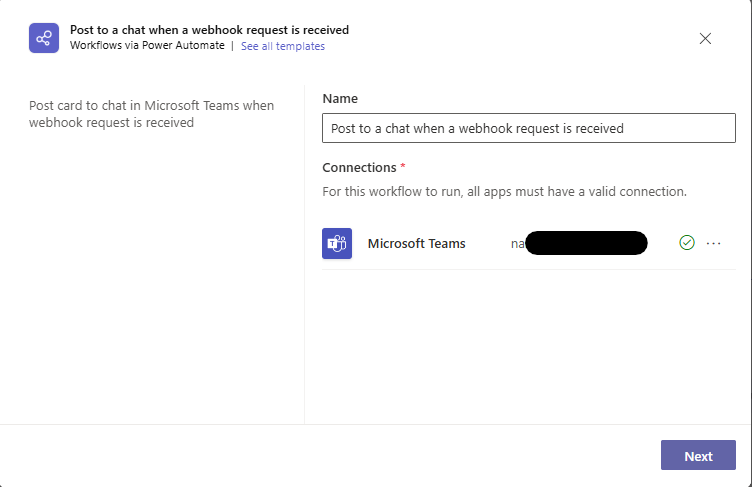 Post to a chat when a webhook request is received
Workflows via Power Automate | See all templates
Post card to chat in Microsoft Teams when
webhook request is received
Name
Post to a chat when a webhook request is received
Connections *
For this workflow to run, all apps must have a valid connection.
Microsoft Teams na
Next